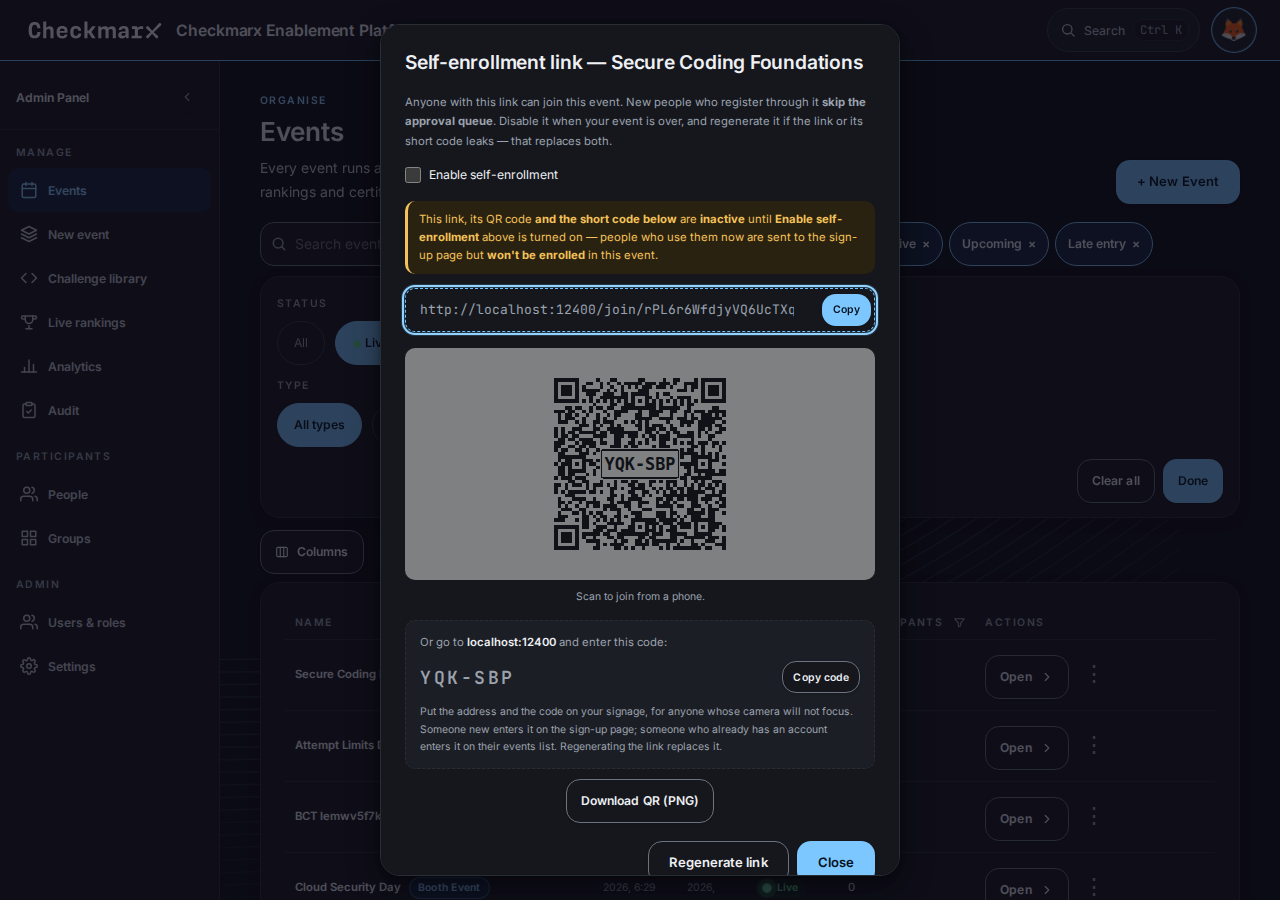 Checkmarx Checkmarx Enablement
Search Ctrl K
Admin Panel
MANAGE
Events
New event
Challenge library
Live rankings
Analytics
Audit
PARTICIPANTS
People
Groups
ADMIN
Users & roles
Settings
ORGANISE
Events
Every event runs
rankings and
+ New Event
Search
Upcoming ×
Late entry ×
STATUS
All
TYPE
All types
Clear all
Done
Columns
NAME
ACTIONS
Secure Coding
Open
Attempt Limits
Open
BCT
Open
Cloud Security Day Booth Event 2026, 6:29 2026, Live 0
Open
Self-enrollment link — Secure Coding Foundations
Anyone with this link can join this event. New people who register through it skip the
approval queue. Disable it when your event is over, and regenerate it if the link or its
short code leaks — that replaces both.
Enable self-enrollment
This link, its QR code and the short code below are inactive until Enable self-
enrollment above is turned on — people who use them now are sent to the sign-
up page but won't be enrolled in this event.
http://localhost:12400/join/rPL6r6WfdjyVQ6UcTXq
Copy
YQK-SBP
Scan to join from a phone.
Or go to localhost:12400 and enter this code:
YQK-SBP
Copy code
Put the address and the code on your signage, for anyone whose camera will not focus.
Someone new enters it on the sign-up page; someone who already has an account
enters it on their events list. Regenerating the link replaces it.
Download QR (PNG)
Regenerate link
Close